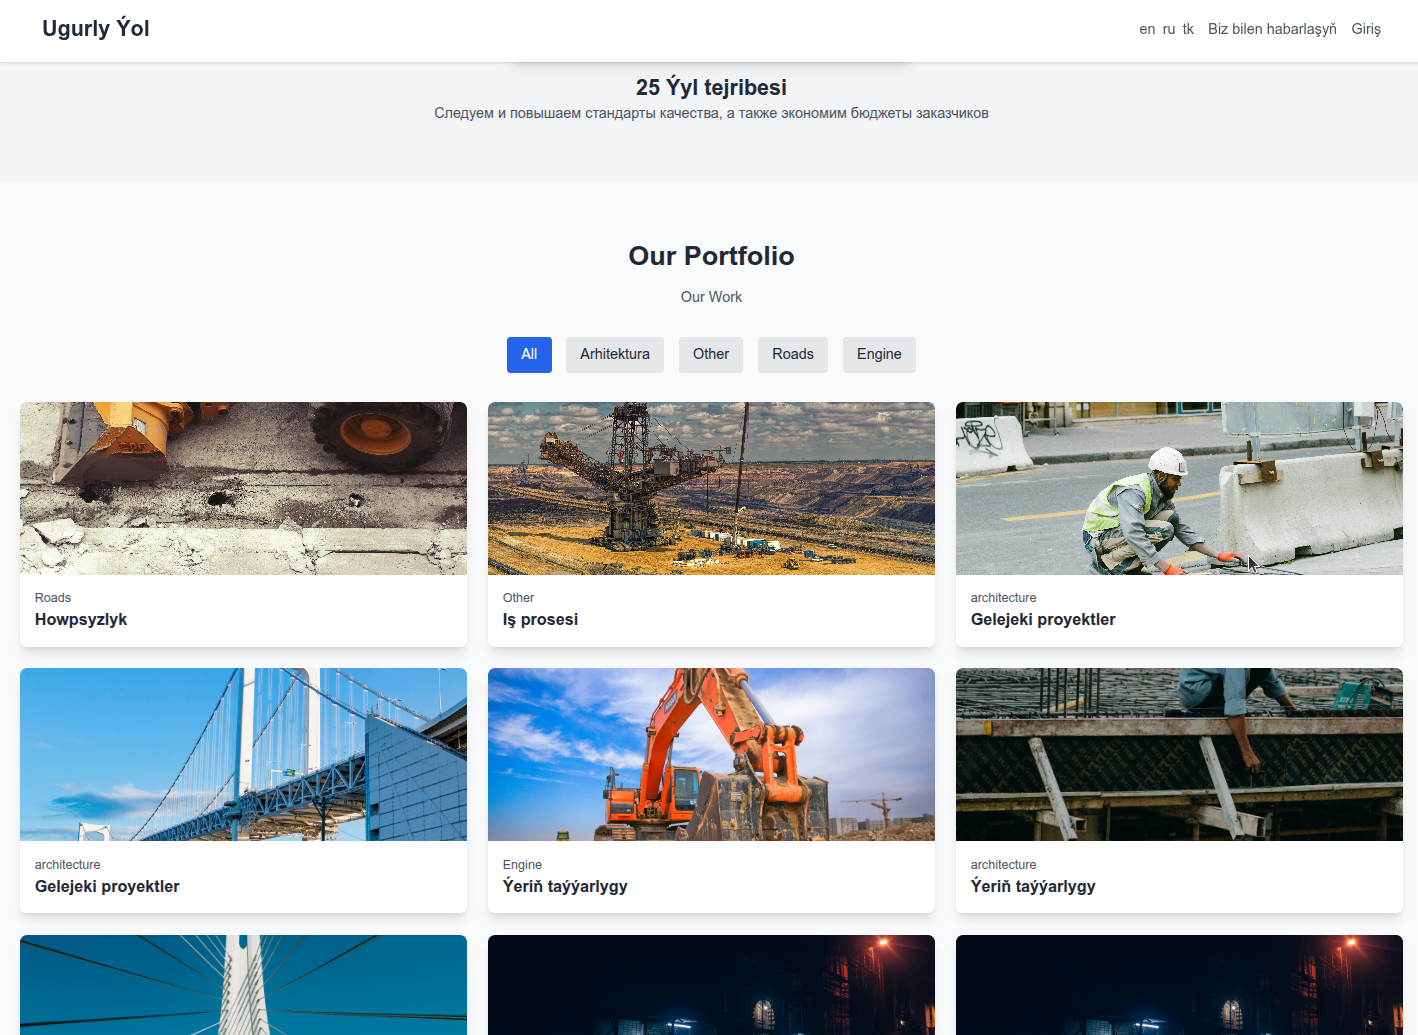 Ugurly Ýol
en ru tk Biz bilen habarlaşyň Giriş
25 Ýyl tejribesi
Следуем и повышаем стандарты качества, а также экономим бюджеты заказчиков
Our Portfolio
Our Work
All Arhitektura Other Roads Engine
Roads
Howpsyzlyk
Other
Iş prosesi
architecture
Gelejeki proyektler
architecture
Gelejeki proyektler
Engine
Ýeriň taýýarlygy
architecture
Ýeriň taýýarlygy